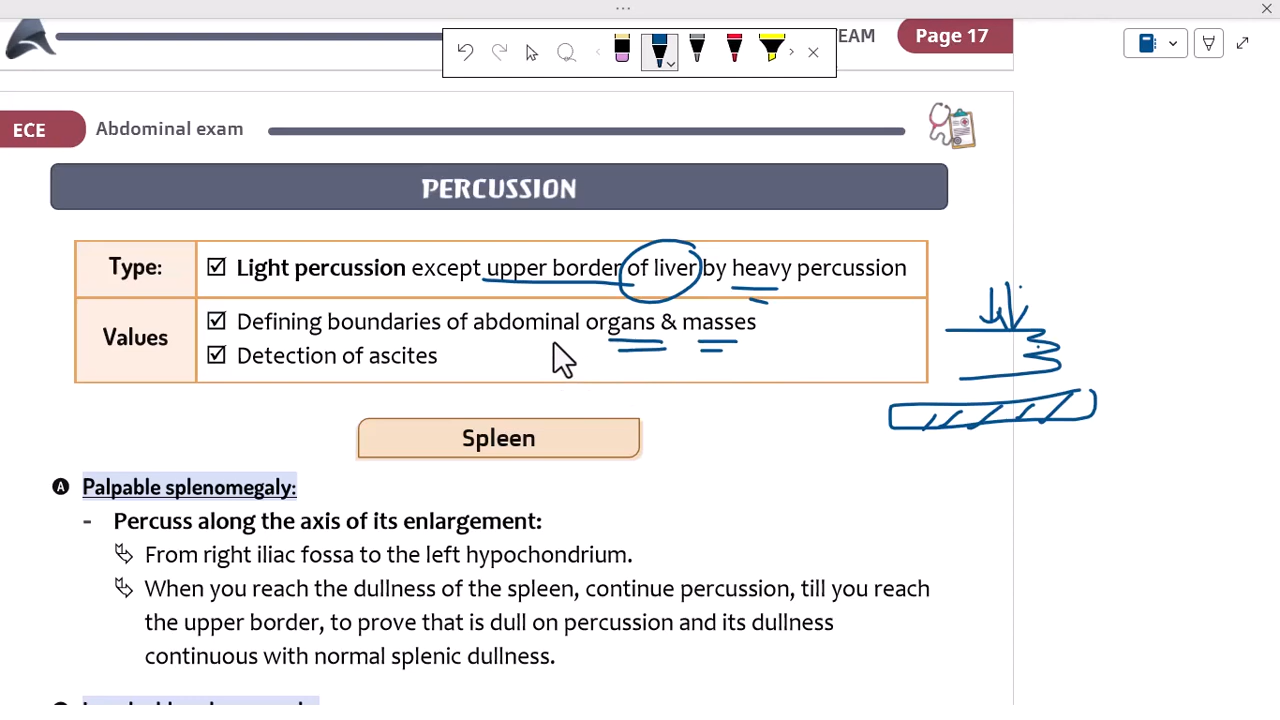 EAM
Page 17
ECE
Abdominal exam
PERCUSSION
Type:
☑ Light percussion except upper border of liver by heavy percussion
Values
☑ Defining boundaries of abdominal organs & masses
☑ Detection of ascites
Spleen
A Palpable splenomegaly:
- Percuss along the axis of its enlargement:
From right iliac fossa to the left hypochondrium.
When you reach the dullness of the spleen, continue percussion, till you reach
the upper border, to prove that is dull on percussion and its dullness
continuous with normal splenic dullness.